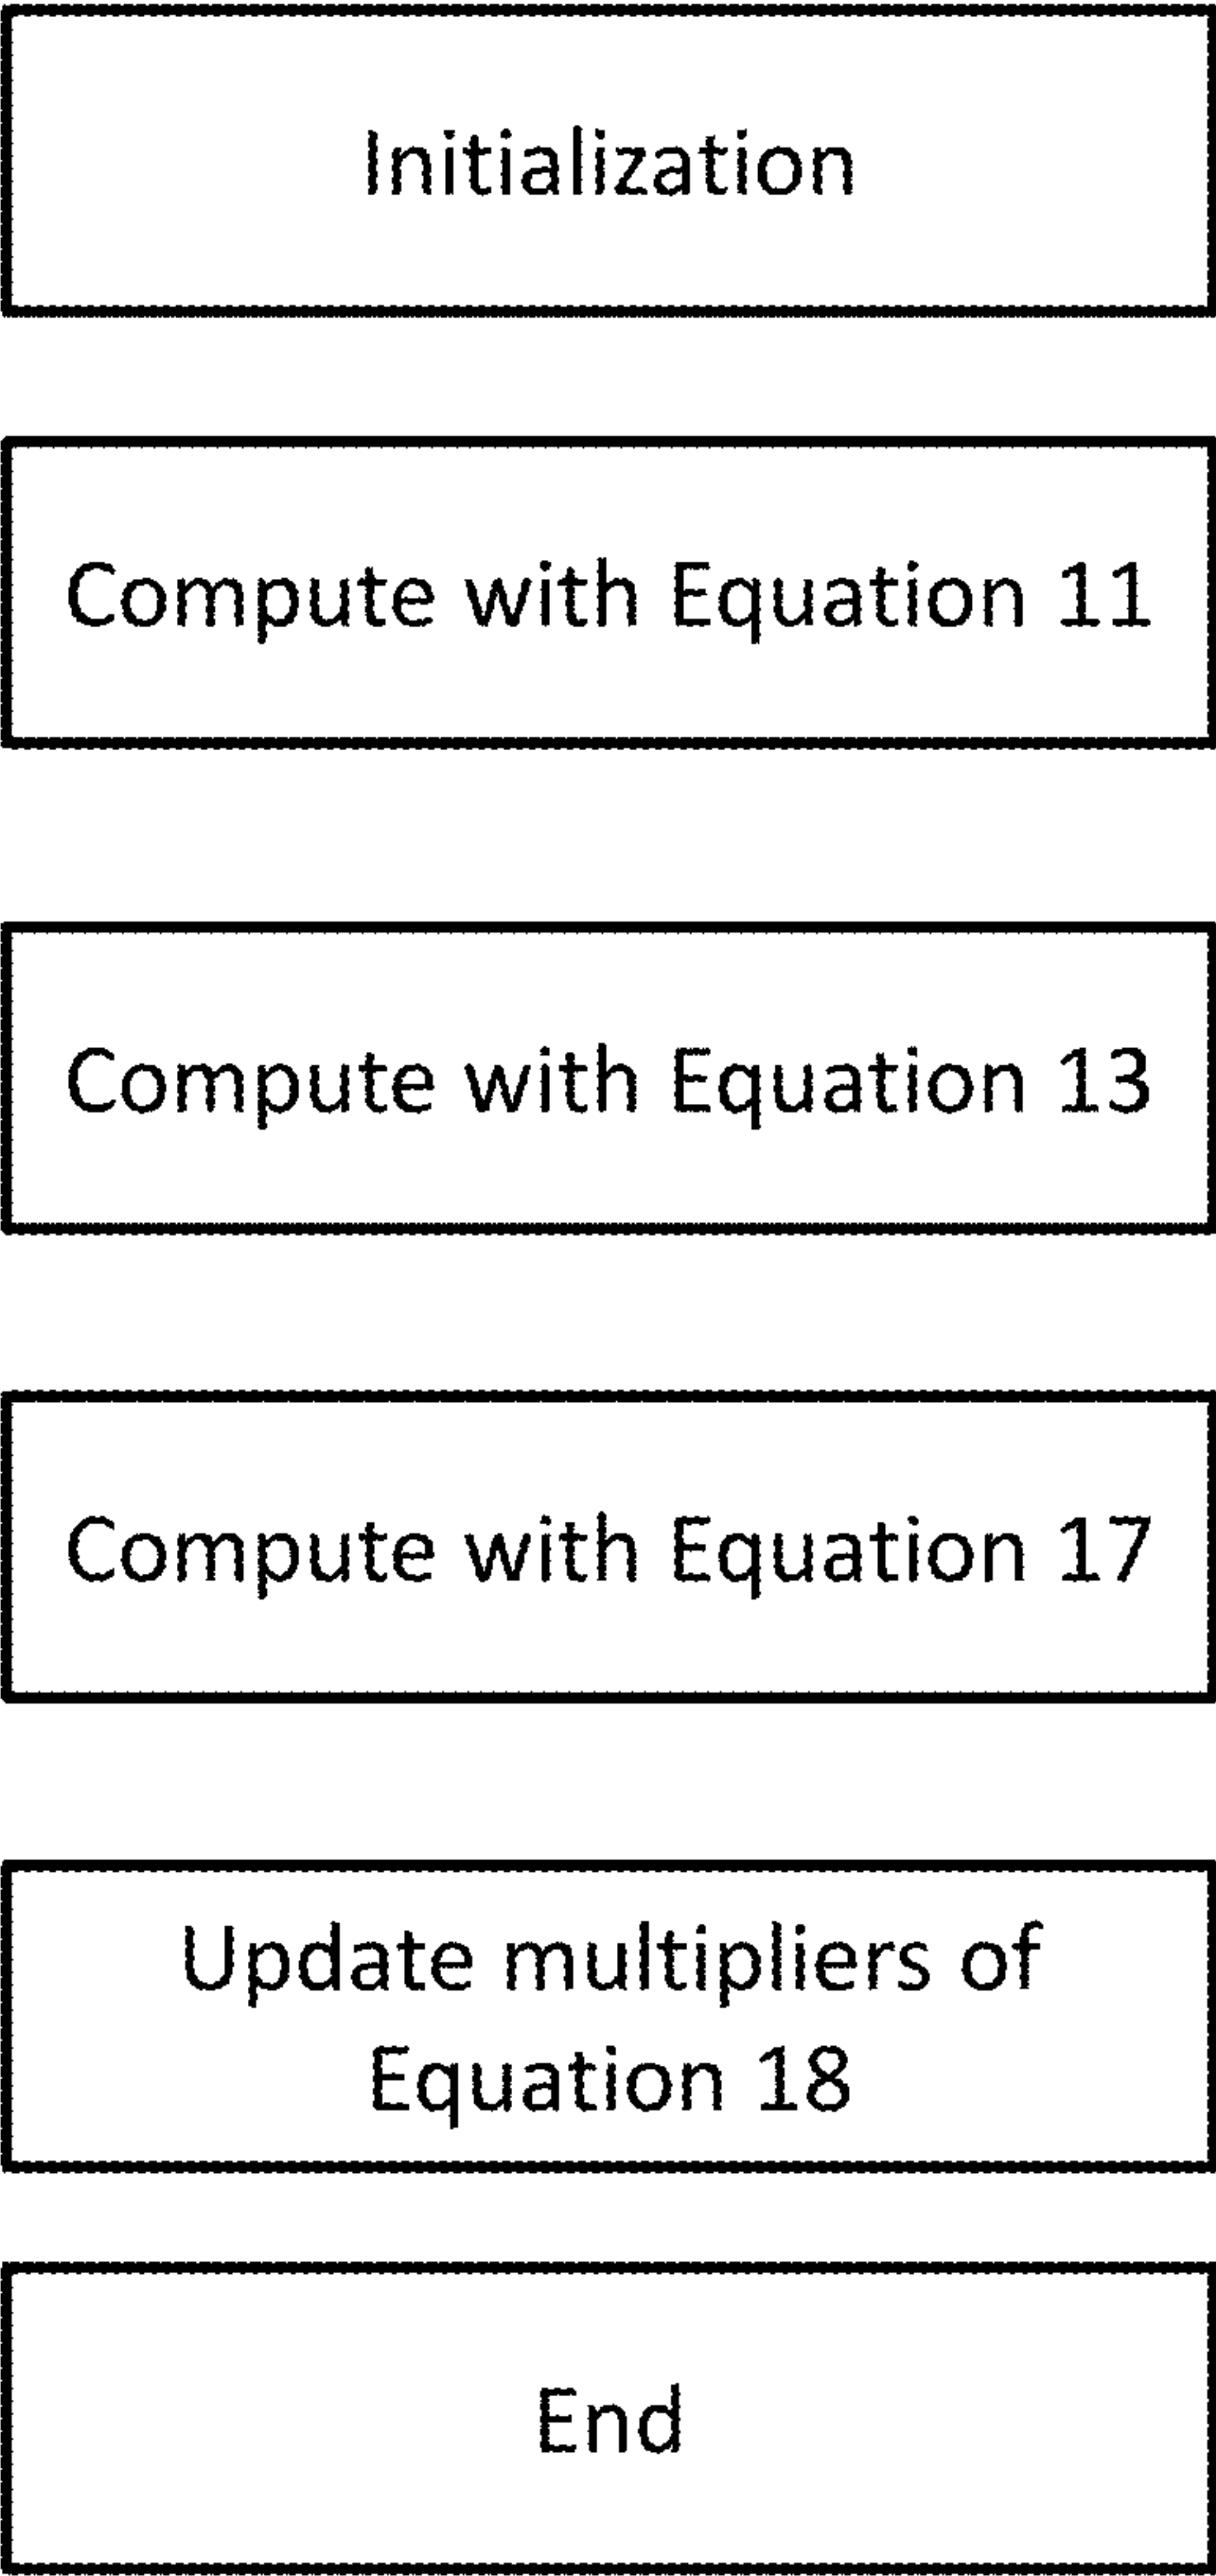 Initialization
Compute with Equation 11
Compute with Equation 13
Compute with Equation 17
Update multipliers of
Equation 18
End